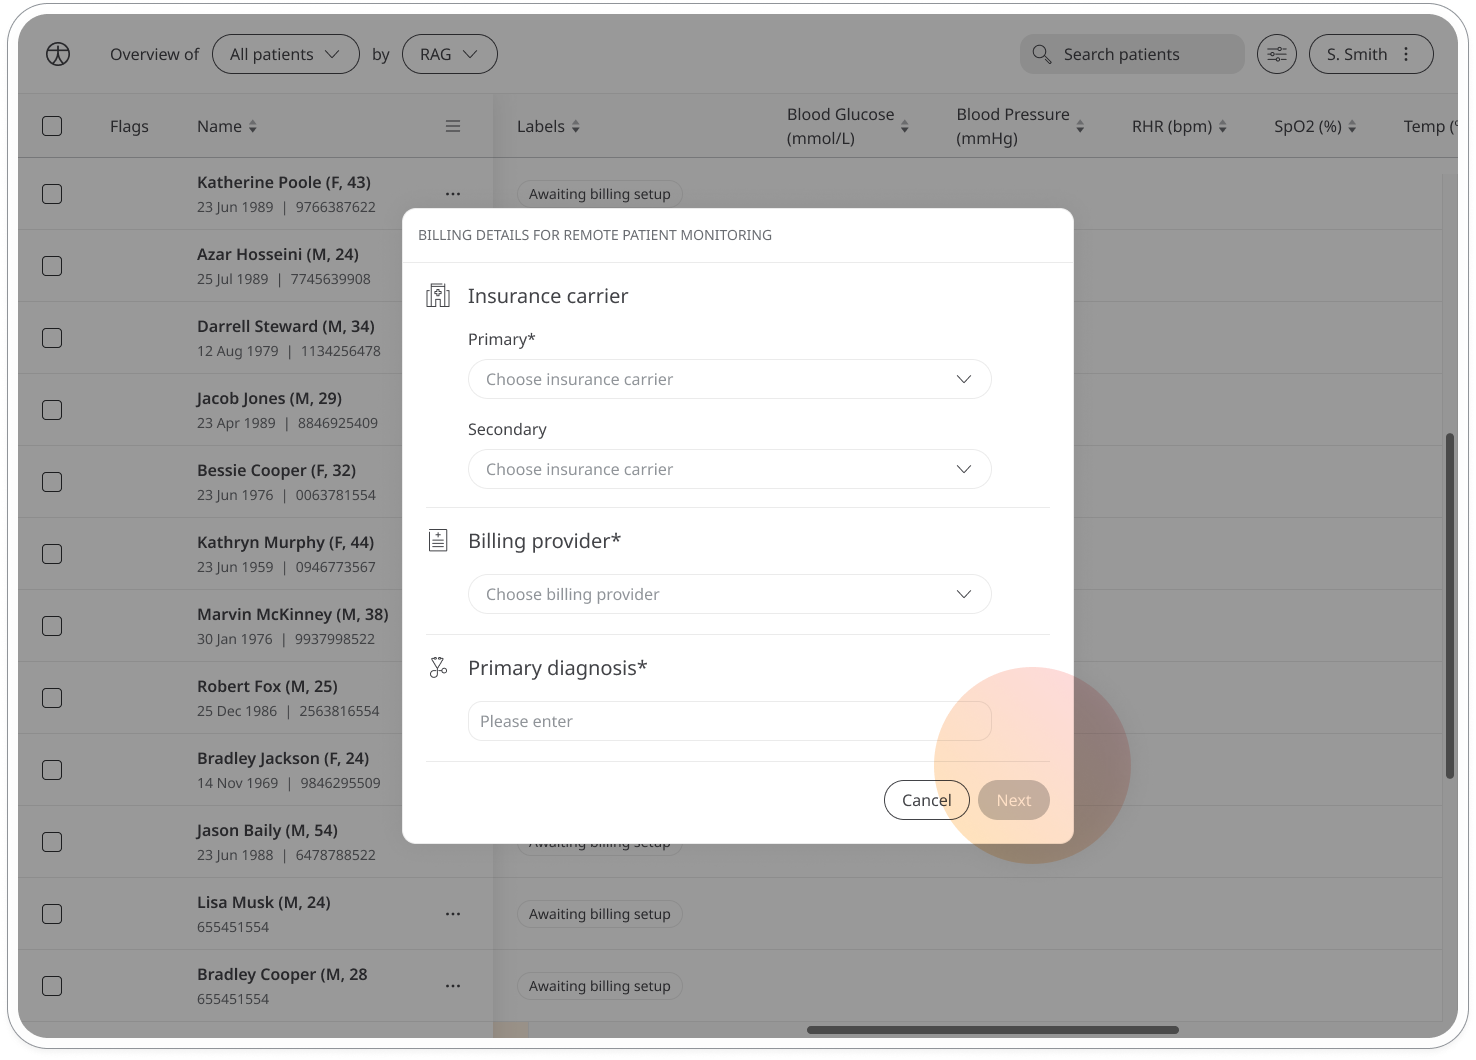 Overview of All patients by RAG Search patients S. Smith
Flags Name Labels Blood Glucose (mmol/L) Blood Pressure (mmHg) RHR (bpm) SpO2 (%) Temp (°
Katherine Poole (F, 43)
23 Jun 1989 | 9766387622
Awaiting billing setup
BILLING DETAILS FOR REMOTE PATIENT MONITORING
Azar Hosseini (M, 24)
25 Jul 1989 | 7745639908
Insurance carrier
Darrell Steward (M, 34)
12 Aug 1979 | 1134256478
Primary*
Choose insurance carrier
Jacob Jones (M, 29)
23 Apr 1989 | 8846925409
Secondary
Choose insurance carrier
Bessie Cooper (F, 32)
23 Jun 1976 | 0063781554
Kathryn Murphy (F, 44)
23 Jun 1959 | 0946773567
Billing provider*
Choose billing provider
Marvin McKinney (M, 38)
30 Jan 1976 | 9937998522
Robert Fox (M, 25)
25 Dec 1986 | 2563816554
Primary diagnosis*
Please enter
Bradley Jackson (F, 24)
14 Nov 1969 | 9846295509
Cancel Next
Jason Baily (M, 54)
23 Jun 1988 | 6478788522
Awaiting billing setup
Lisa Musk (M, 24)
655451554
Awaiting billing setup
Bradley Cooper (M, 28
655451554
Awaiting billing setup